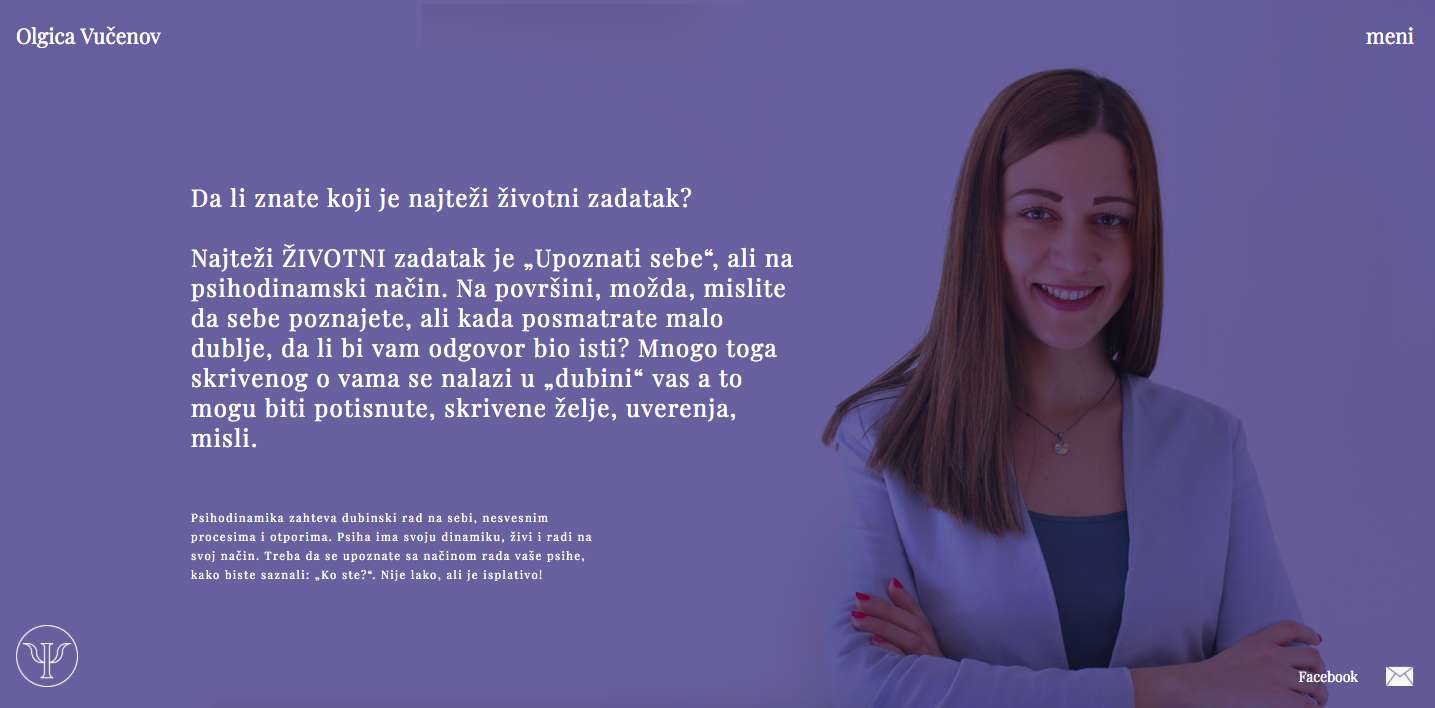 Olgica Vučenov
meni
Da li znate koji je najteži životni zadatak?
Najteži ŽIVOTNI zadatak je „Upoznati sebe“, ali na
psihodinamski način. Na površini, možda, mislite
da sebe poznajete, ali kada posmatrate malo
dublje, da li bi vam odgovor bio isti? Mnogo toga
skrivenog o vama se nalazi u „dubini“ vas a to
mogu biti potisnute, skrivene želje, uverenja,
misli.
Psihodinamika zahteva dubinski rad na sebi, nesvesnim
procesima i otporima. Psiha ima svoju dinamiku, živi i radi na
svoj način. Treba da se upoznate sa načinom rada vaše psihe,
kako biste saznali: „Ko ste?“. Nije lako, ali je isplativo!
Ψ
Facebook